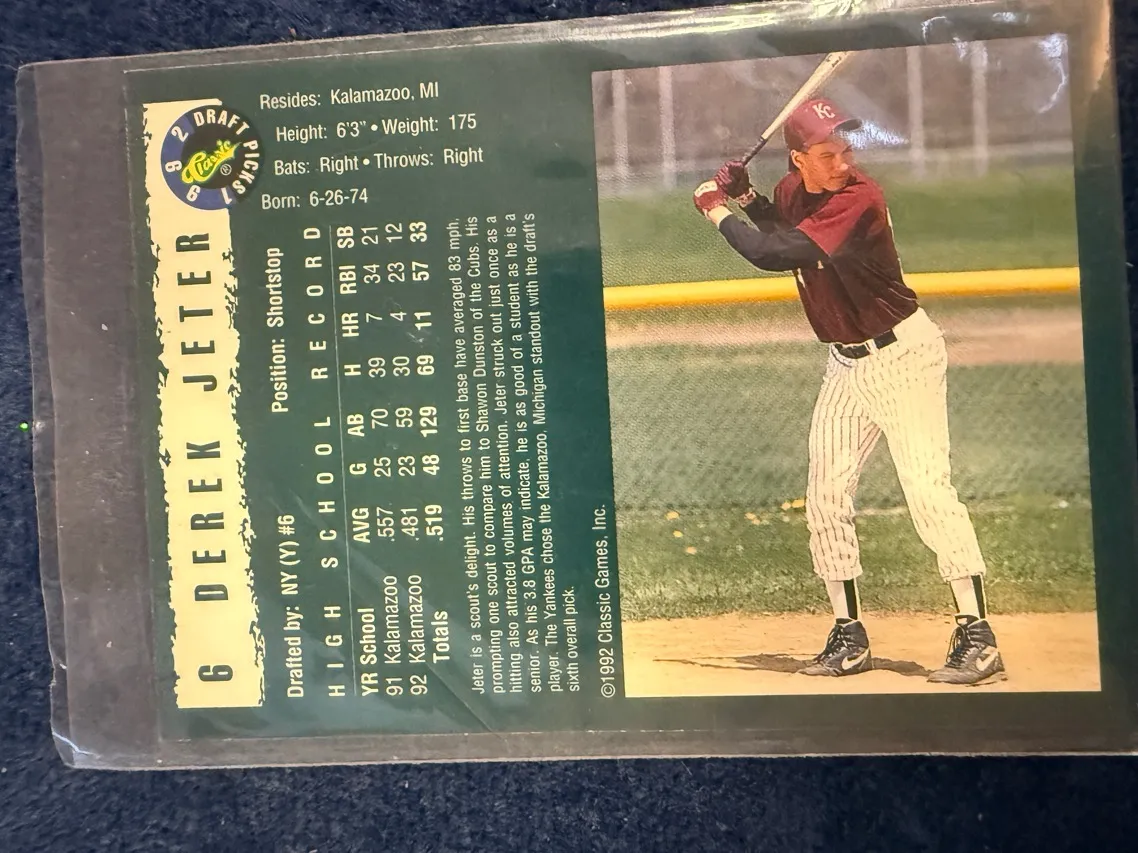 6 DEREK JETER
1992 DRAFT PICKS
Classic ®
Drafted by: NY (Y) #6 Position: Shortstop
Resides: Kalamazoo, MI
Height: 6'3" • Weight: 175
Bats: Right • Throws: Right
Born: 6-26-74
HIGH SCHOOL RECORD
YR School AVG G AB H HR RBI SB
91 Kalamazoo .557 25 70 39 7 34 21
92 Kalamazoo .481 23 59 30 4 23 12
Totals .519 48 129 69 11 57 33
Jeter is a scout's delight. His throws to first base have averaged 83 mph,
prompting one scout to compare him to Shawon Dunston of the Cubs. His
hitting also attracted volumes of attention. Jeter struck out just once as a
senior. As his 3.8 GPA may indicate, he is as good of a student as he is a
player. The Yankees chose the Kalamazoo, Michigan standout with the draft's
sixth overall pick.
©1992 Classic Games, Inc.
KC